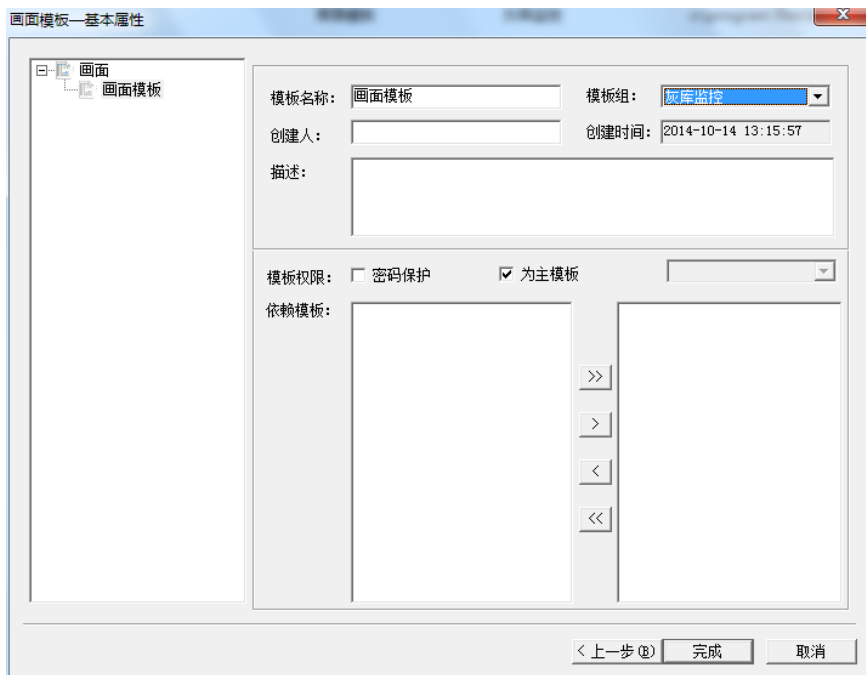 画面模板—基本属性
画面
画面模板
模板名称：
画面模板
模板组：
灰库监控
创建人：
创建时间：
2014-10-14 13:15:57
描述：
模板权限：
密码保护
为主模板
依赖模板：
>>
>
<
<<
< 上一步(B)
完成
取消